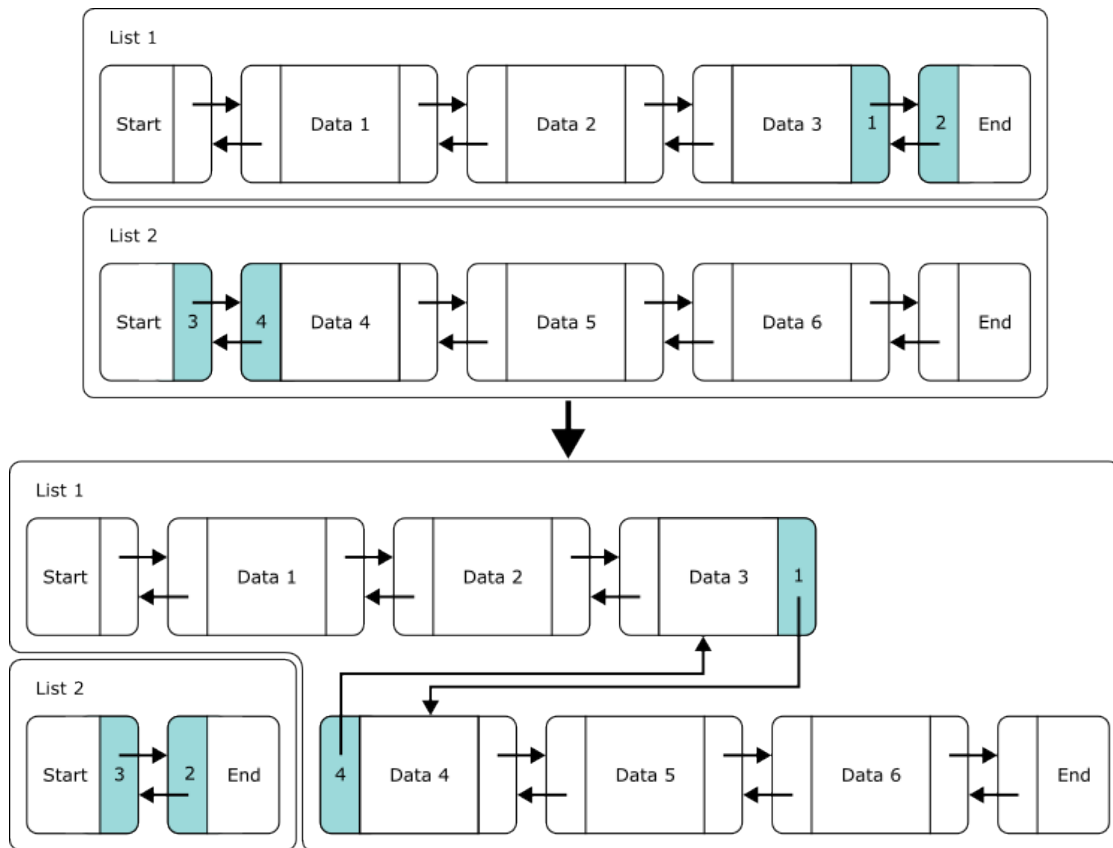 List 1
Start Data 1 Data 2 Data 3 1 2 End
List 2
Start 3 4 Data 4 Data 5 Data 6 End
List 1
Start Data 1 Data 2 Data 3 1
List 2
Start 3 2 End 4 Data 4 Data 5 Data 6 End